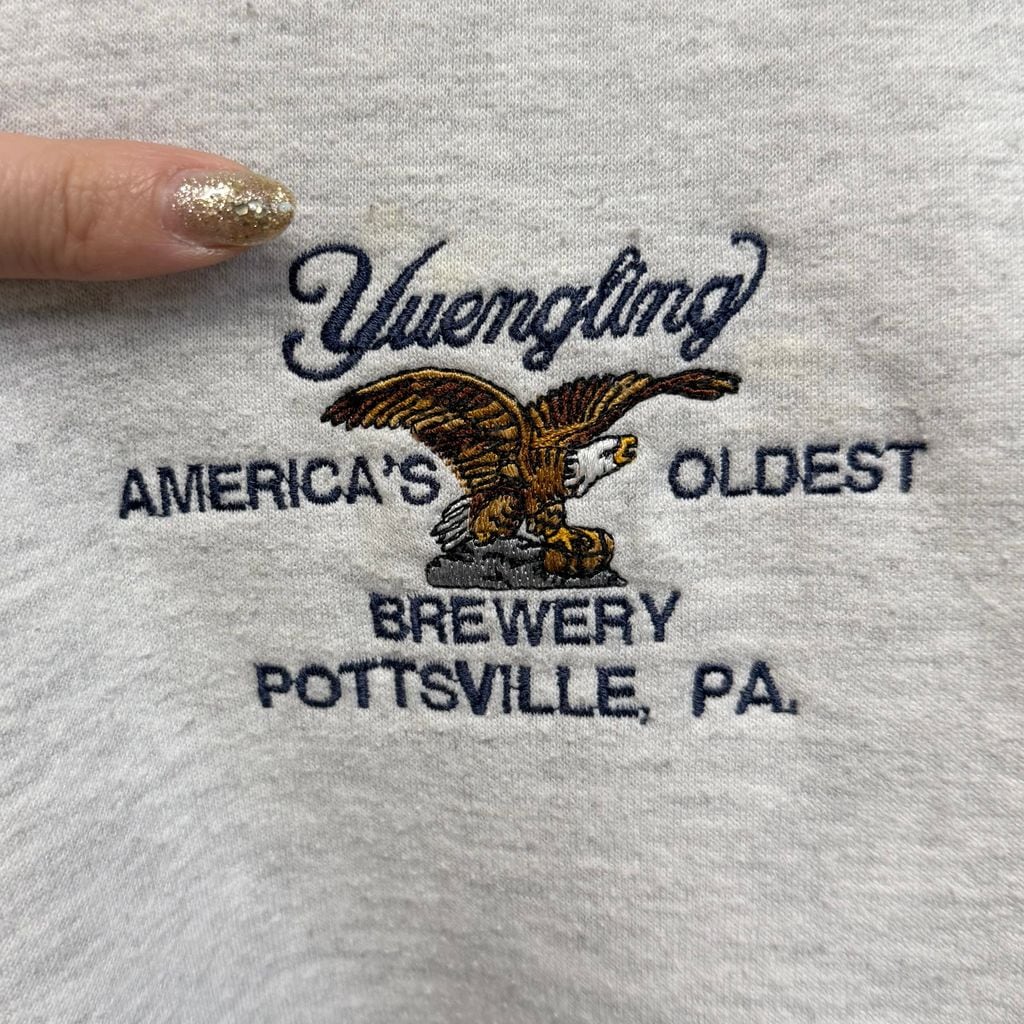 Yuengling
AMERICA'S OLDEST
BREWERY
POTTSVILLE, PA.